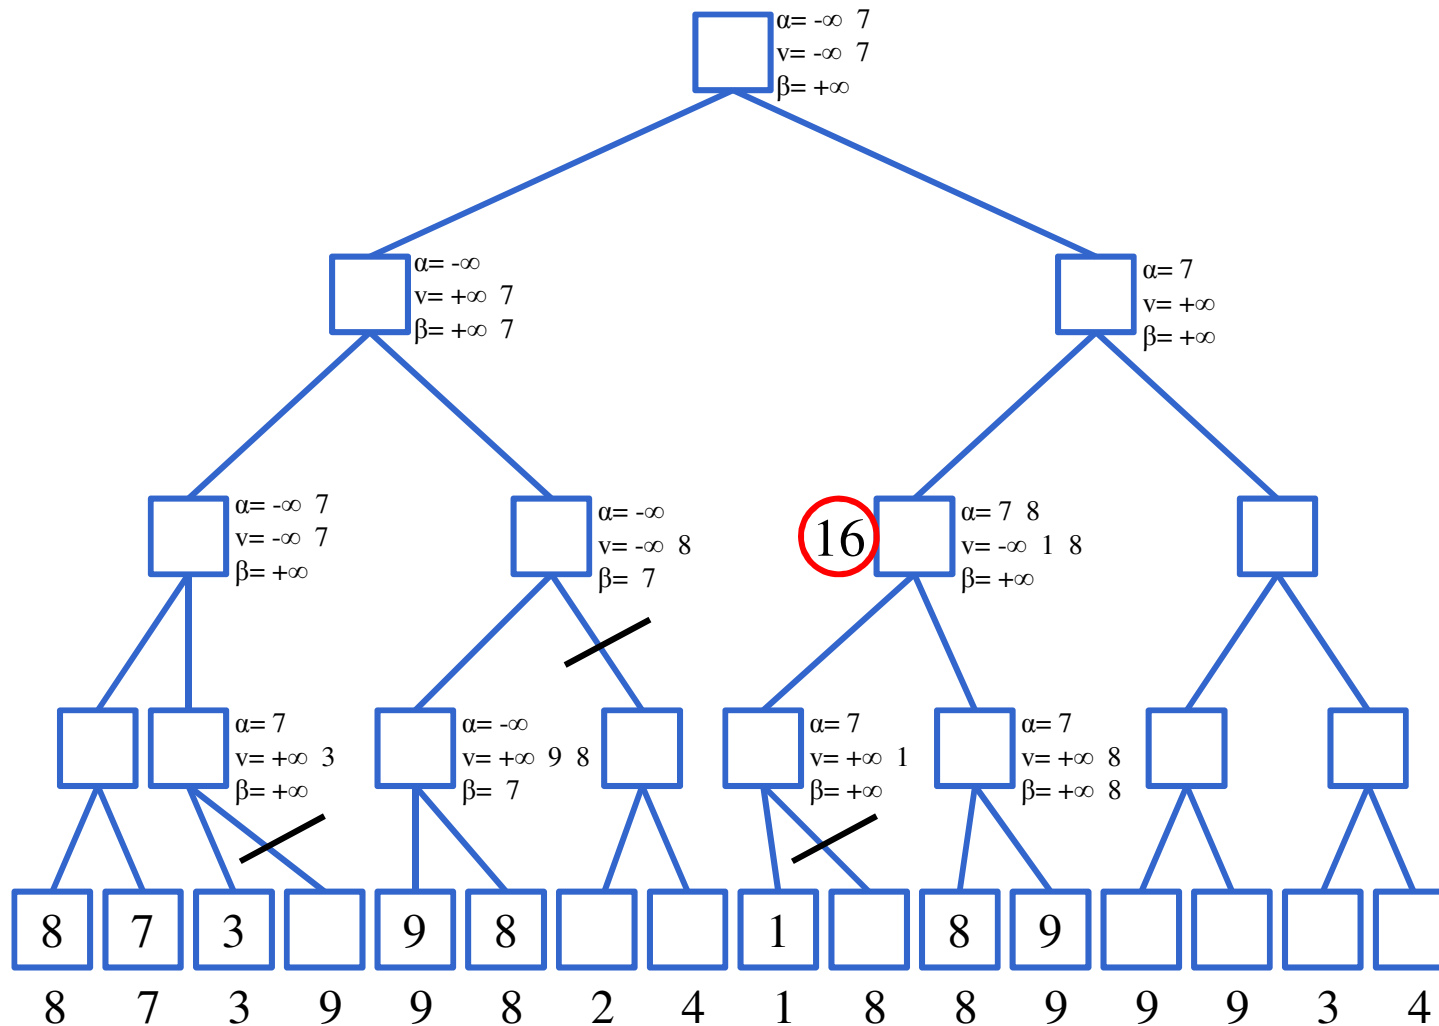 α= -∞ 7
v= -∞ 7
β= +∞
α= -∞
v= +∞ 7
β= +∞ 7
α= 7
v= +∞
β= +∞
α= -∞ 7
v= -∞ 7
β= +∞
α= -∞
v= -∞ 8
β= 7
16
α= 7 8
v= -∞ 1 8
β= +∞
α= 7
v= +∞ 3
β= +∞
α= -∞
v= +∞ 9 8
β= 7
α= 7
v= +∞ 1
β= +∞
α= 7
v= +∞ 8
β= +∞ 8
8 7 3 9 8 1 8 9
8 7 3 9 9 8 2 4 1 8 8 9 9 9 3 4